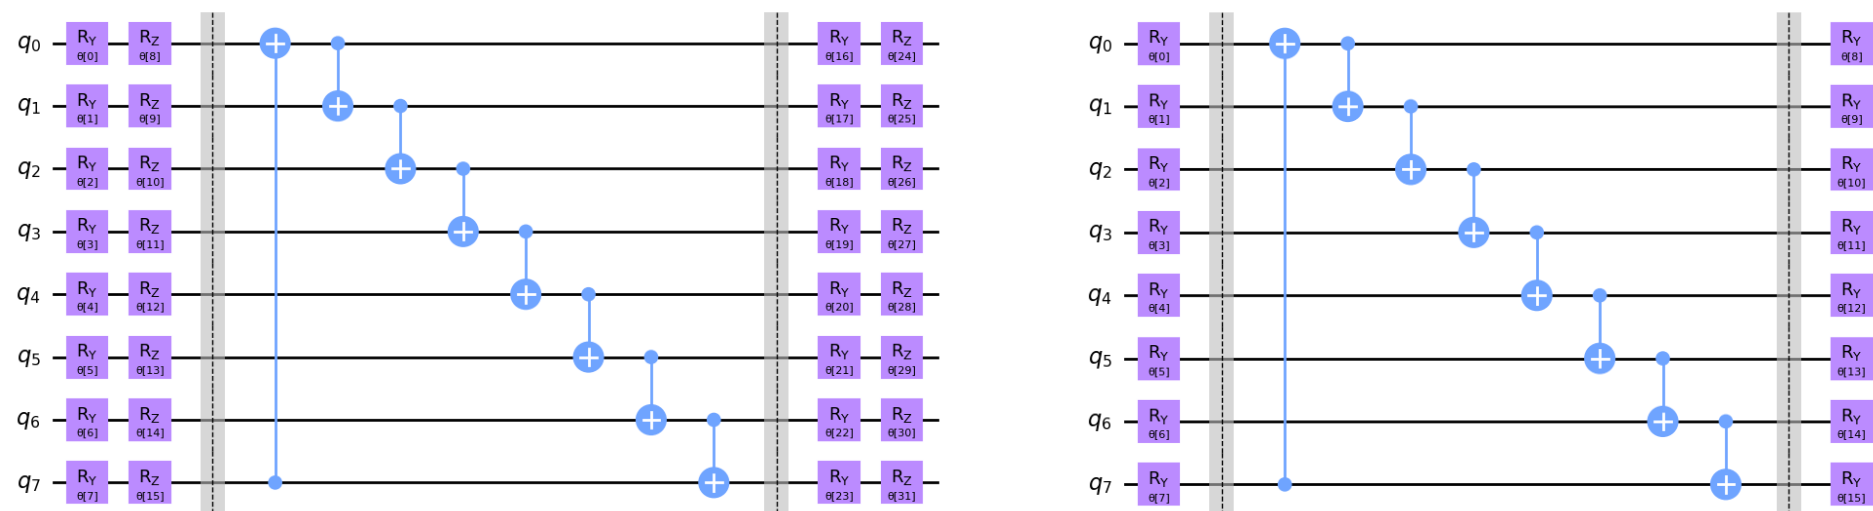 q0 RY θ[0] RZ θ[8] RY θ[16] RZ θ[24]
q1 RY θ[1] RZ θ[9] RY θ[17] RZ θ[25]
q2 RY θ[2] RZ θ[10] RY θ[18] RZ θ[26]
q3 RY θ[3] RZ θ[11] RY θ[19] RZ θ[27]
q4 RY θ[4] RZ θ[12] RY θ[20] RZ θ[28]
q5 RY θ[5] RZ θ[13] RY θ[21] RZ θ[29]
q6 RY θ[6] RZ θ[14] RY θ[22] RZ θ[30]
q7 RY θ[7] RZ θ[15] RY θ[23] RZ θ[31]
q0 RY θ[0] RY θ[8]
q1 RY θ[1] RY θ[9]
q2 RY θ[2] RY θ[10]
q3 RY θ[3] RY θ[11]
q4 RY θ[4] RY θ[12]
q5 RY θ[5] RY θ[13]
q6 RY θ[6] RY θ[14]
q7 RY θ[7] RY θ[15]